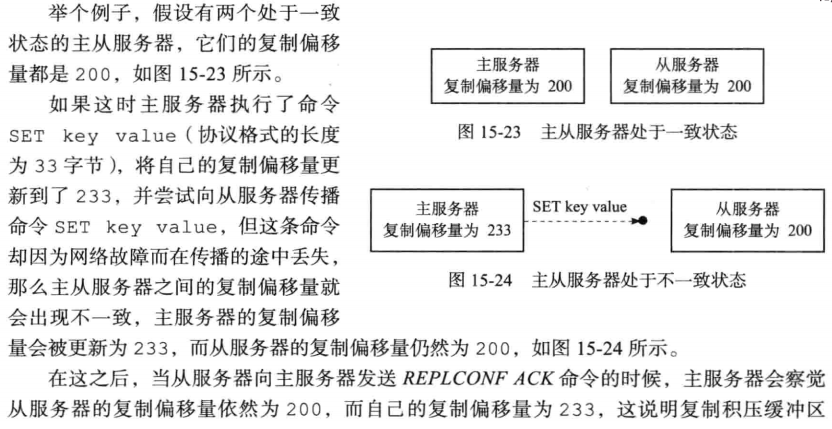 举个例子，假设有两个处于一致
状态的主从服务器，它们的复制偏移
量都是 200，如图 15-23 所示。
如果这时主服务器执行了命令
SET key value（协议格式的长度
为 33 字节），将自己的复制偏移量更
新到了 233，并尝试向从服务器传播
命令 SET key value，但这条命令
却因为网络故障而在传播的途中丢失，
那么主从服务器之间的复制偏移量就
会出现不一致，主服务器的复制偏移
量会被更新为 233，而从服务器的复制偏移量仍然为 200，如图 15-24 所示。
主服务器
复制偏移量为 200
从服务器
复制偏移量为 200
图 15-23 主从服务器处于一致状态
主服务器
复制偏移量为 233
SET key value
从服务器
复制偏移量为 200
图 15-24 主从服务器处于不一致状态
在这之后，当从服务器向主服务器发送 REPLCONF ACK 命令的时候，主服务器会察觉
从服务器的复制偏移量依然为 200，而自己的复制偏移量为 233，这说明复制积压缓冲区